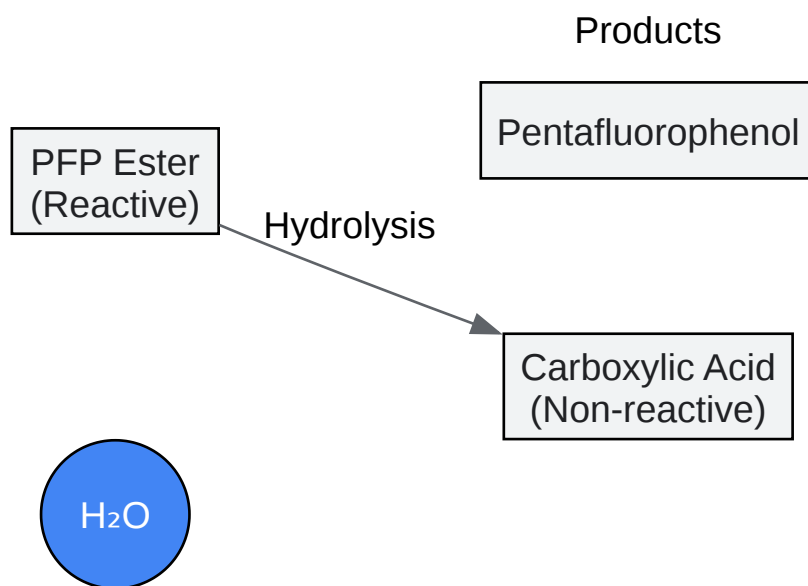 Products
Pentafluorophenol
PFP Ester
(Reactive)
Hydrolysis
Carboxylic Acid
(Non-reactive)
H₂O